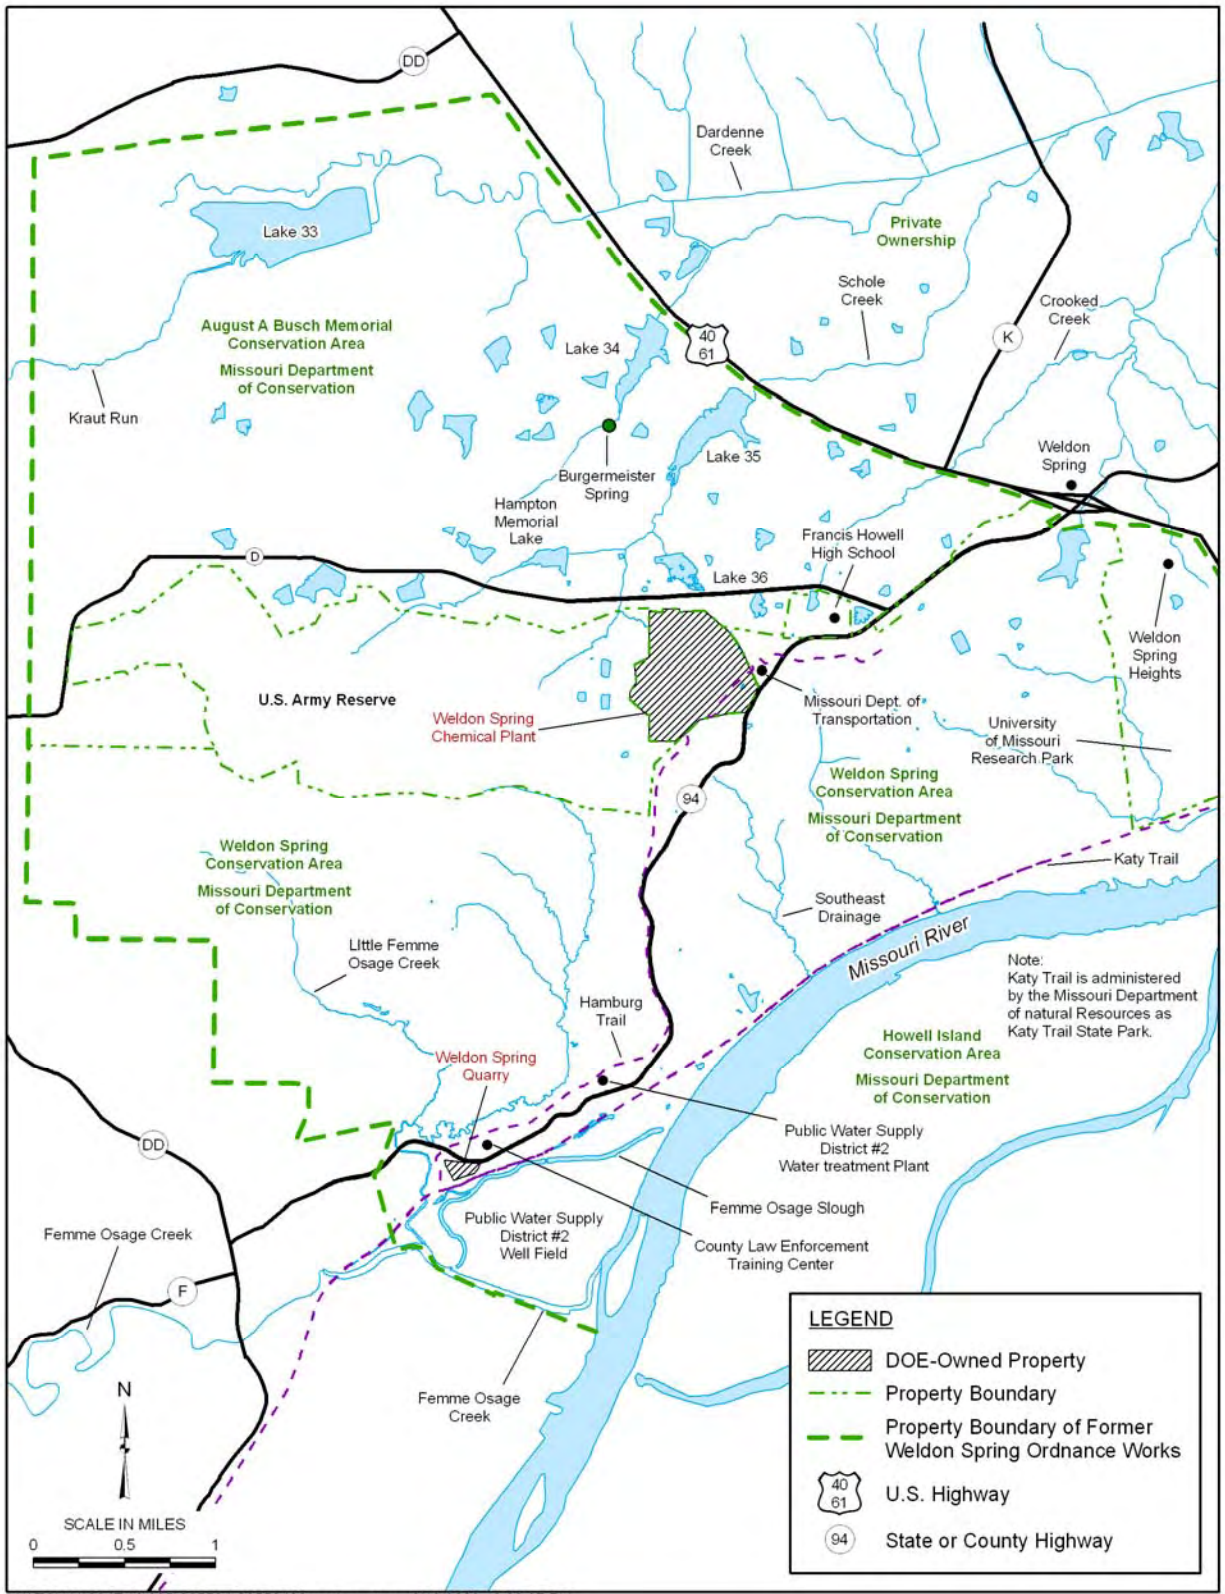 DD
Dardenne
Creek
Private
Ownership
Lake 33
Schole
Creek
Crooked
Creek
August A Busch Memorial
Conservation Area
Missouri Department
of Conservation
Lake 34
40
61
K
Kraut Run
Burgermeister
Spring
Lake 35
Weldon
Spring
Hampton
Memorial
Lake
Francis Howell
High School
D
Lake 36
Weldon
Spring
Heights
U.S. Army Reserve
Weldon Spring
Chemical Plant
Missouri Dept. of
Transportation
University
of Missouri
Research Park
94
Weldon Spring
Conservation Area
Missouri Department
of Conservation
Weldon Spring
Conservation Area
Missouri Department
of Conservation
Katy Trail
Southeast
Drainage
Missouri River
LIttle Femme
Osage Creek
Note:
Katy Trail is administered
by the Missouri Department
of natural Resources as
Katy Trail State Park.
Hamburg
Trail
Howell Island
Conservation Area
Missouri Department
of Conservation
Weldon Spring
Quarry
DD
Public Water Supply
District #2
Water treatment Plant
Femme Osage Slough
Public Water Supply
District #2
Well Field
County Law Enforcement
Training Center
Femme Osage Creek
F
Femme Osage
Creek
N
SCALE IN MILES
0 0.5 1
LEGEND
DOE-Owned Property
Property Boundary
Property Boundary of Former
Weldon Spring Ordnance Works
40
61
U.S. Highway
94
State or County Highway